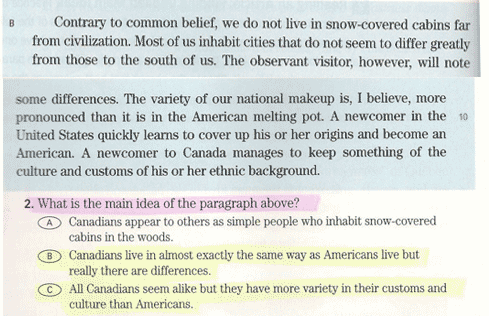 B Contrary to common belief, we do not live in snow-covered cabins far
from civilization. Most of us inhabit cities that do not seem to differ greatly
from those to the south of us. The observant visitor, however, will note
some differences. The variety of our national makeup is, I believe, more
pronounced than it is in the American melting pot. A newcomer in the 10
United States quickly learns to cover up his or her origins and become an
American. A newcomer to Canada manages to keep something of the
culture and customs of his or her ethnic background.
2. What is the main idea of the paragraph above?
A Canadians appear to others as simple people who inhabit snow-covered
cabins in the woods.
B Canadians live in almost exactly the same way as Americans live but
really there are differences.
C All Canadians seem alike but they have more variety in their customs and
culture than Americans.